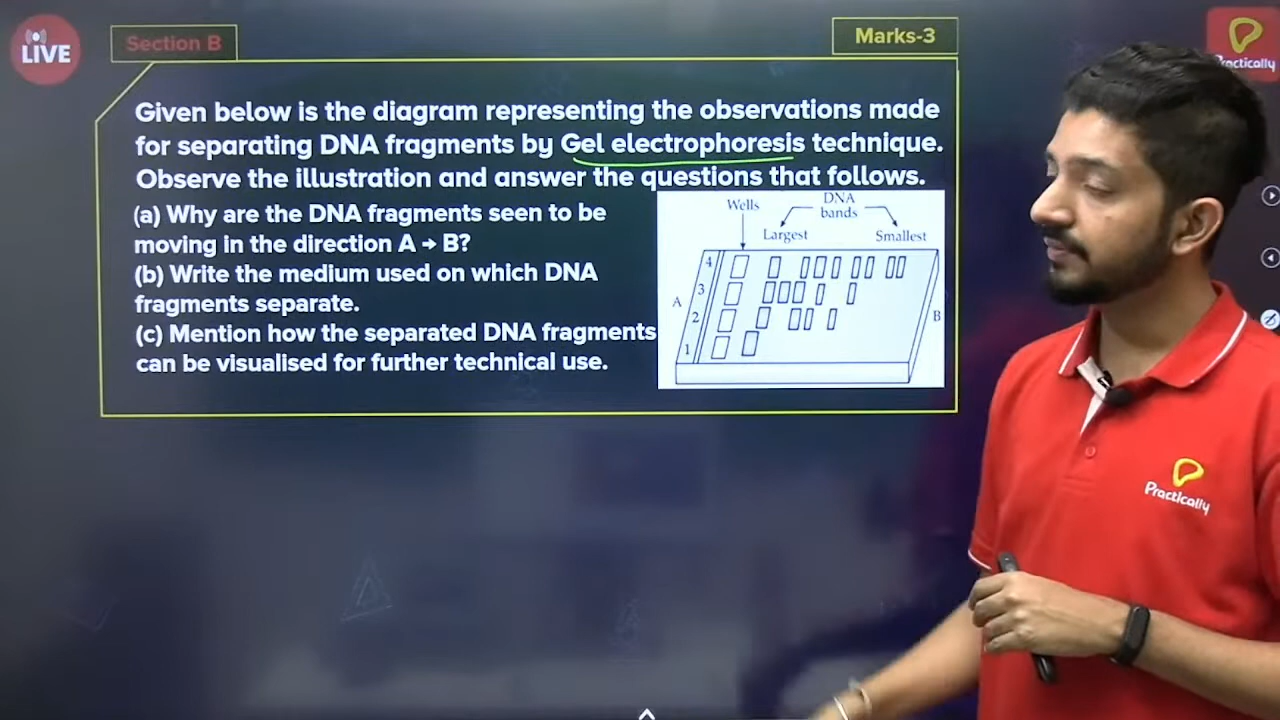 LIVE
Section B
Marks-3
Practically
Given below is the diagram representing the observations made
for separating DNA fragments by Gel electrophoresis technique.
Observe the illustration and answer the questions that follows.
(a) Why are the DNA fragments seen to be
moving in the direction A → B?
(b) Write the medium used on which DNA
fragments separate.
(c) Mention how the separated DNA fragments
can be visualised for further technical use.
Wells
DNA
bands
Largest
Smallest
4
3
A
2
B
1
Practically